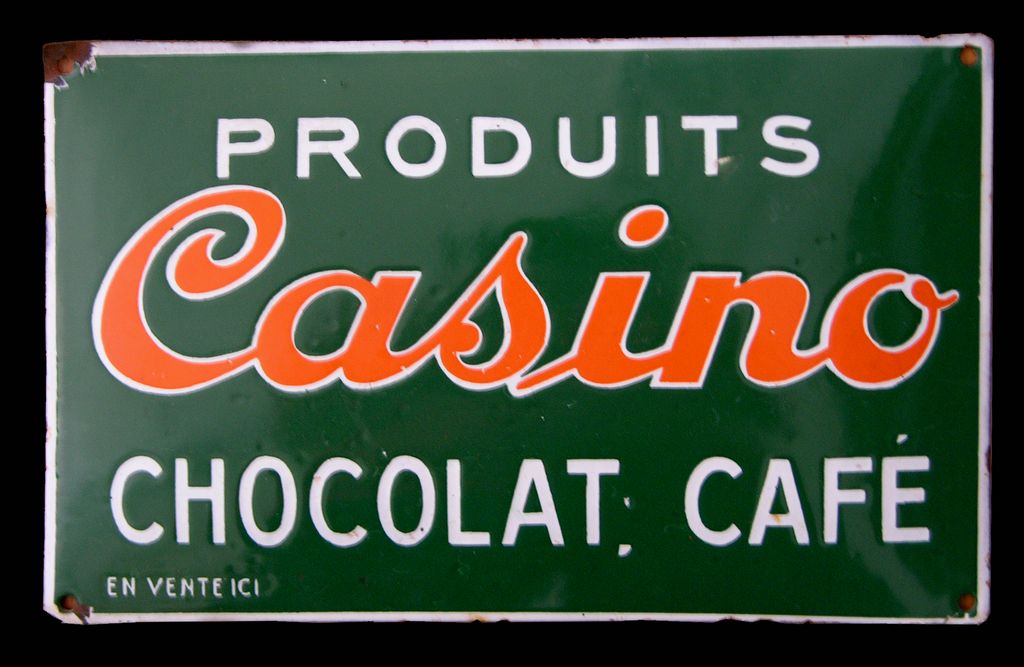 PRODUITS
Casino
CHOCOLAT, CAFÉ
EN VENTE ICI